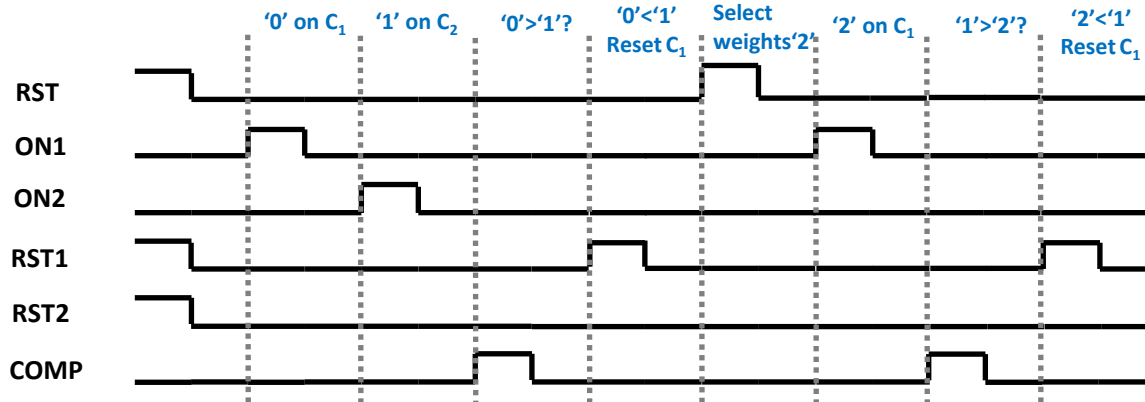 '0' on C1
'1' on C2
'0'>'1'?
'0'<'1'
Reset C1
Select
weights'2'
'2' on C1
'1'>'2'?
'2'<'1'
Reset C1
RST
ON1
ON2
RST1
RST2
COMP